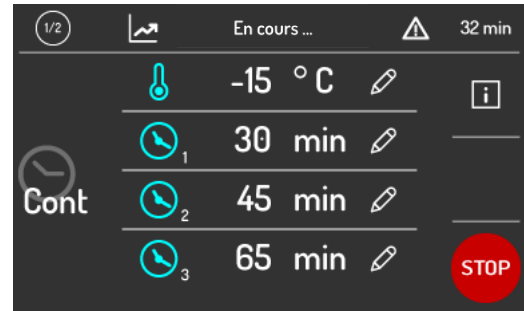 1/2 En cours ... 32 min
-15 °C
i
30 min
1
Cont
45 min
2
65 min
3
STOP